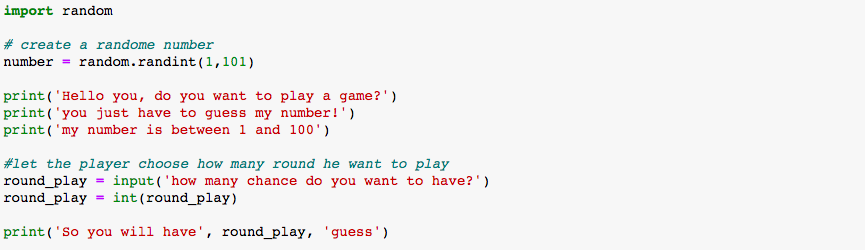 import random
# create a randome number
number = random.randint(1,101)
print('Hello you, do you want to play a game?')
print('you just have to guess my number!')
print('my number is between 1 and 100')
#let the player choose how many round he want to play
round_play = input('how many chance do you want to have?')
round_play = int(round_play)
print('So you will have', round_play, 'guess')